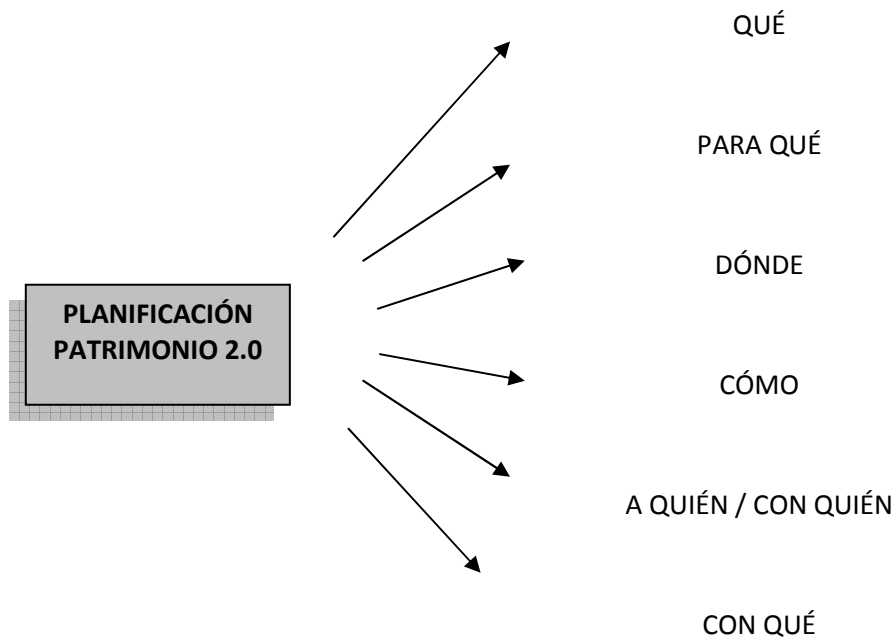 QUÉ
PARA QUÉ
DÓNDE
PLANIFICACIÓN
PATRIMONIO 2.0
CÓMO
A QUIÉN / CON QUIÉN
CON QUÉ